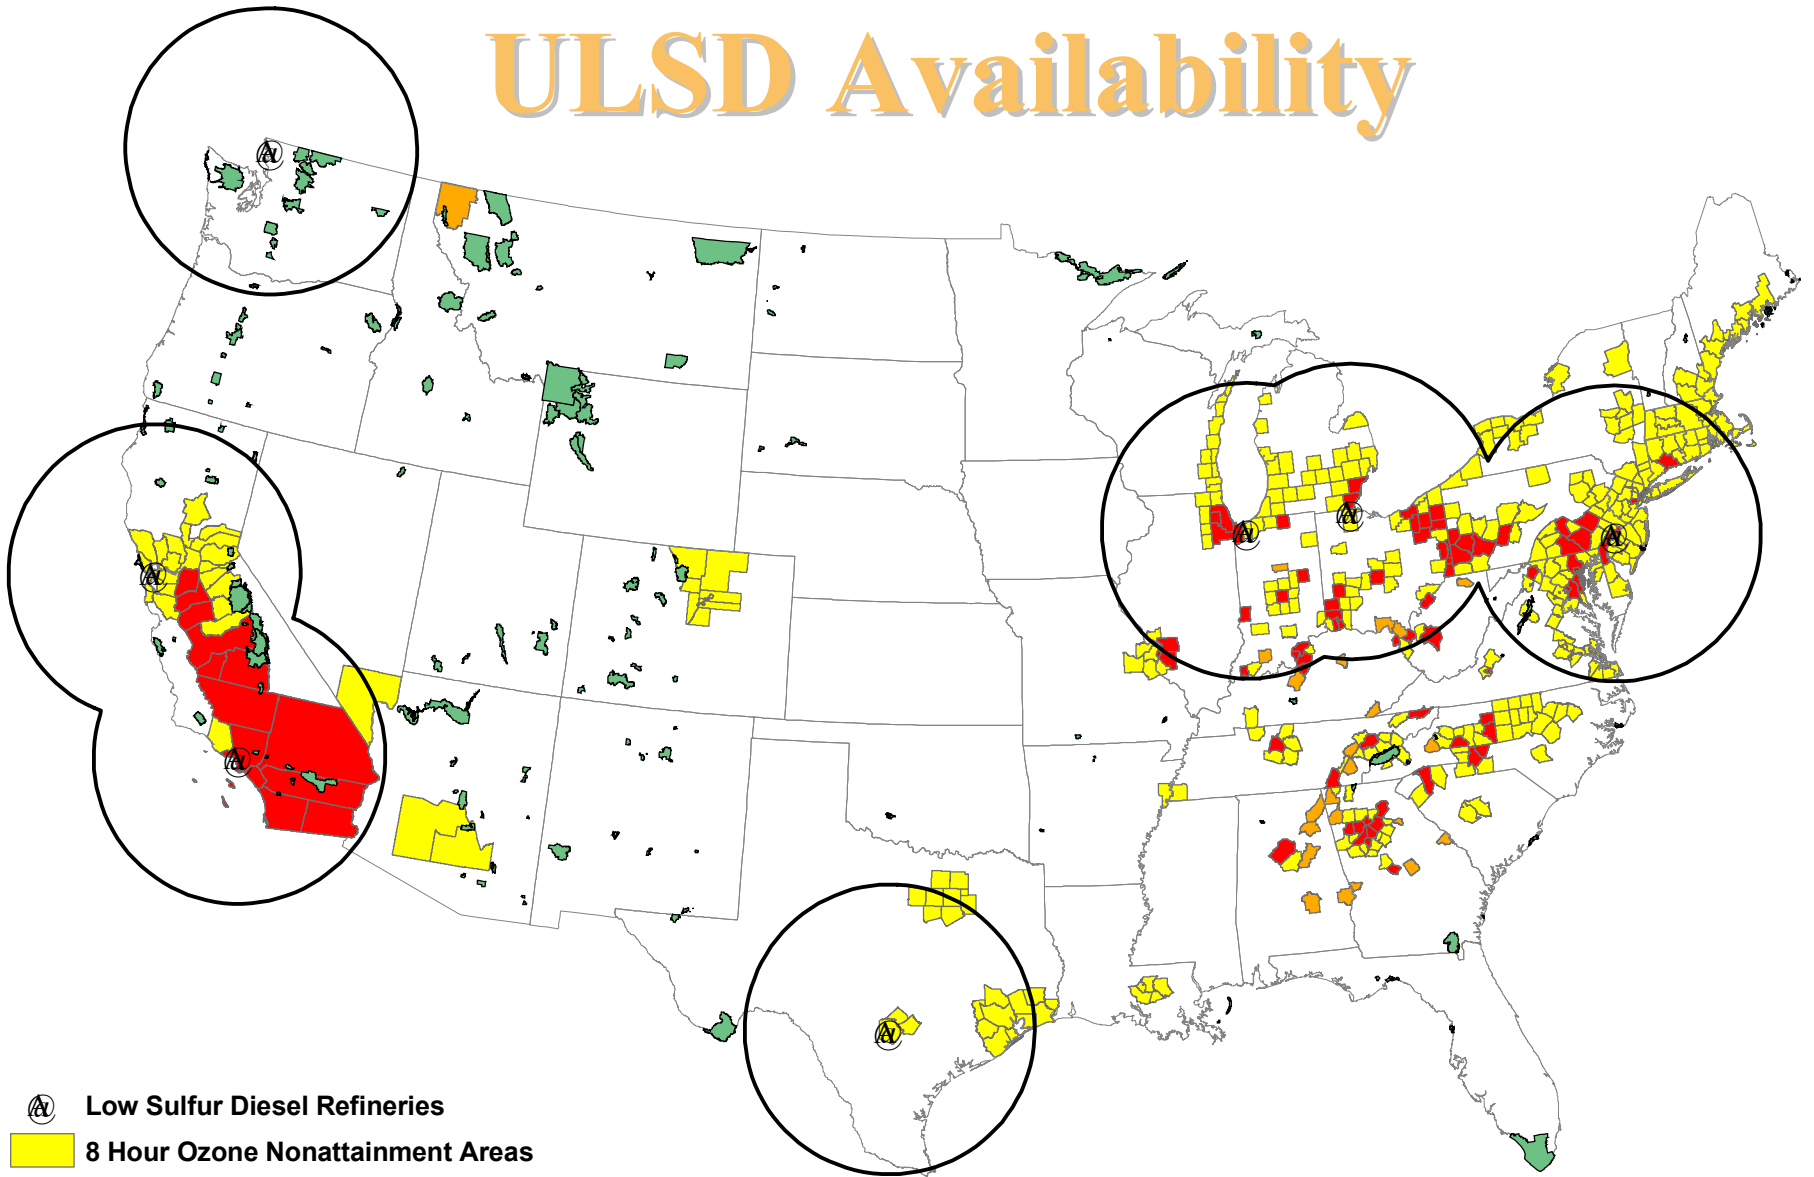 ULSD Availability
Low Sulfur Diesel Refineries
8 Hour Ozone Nonattainment Areas